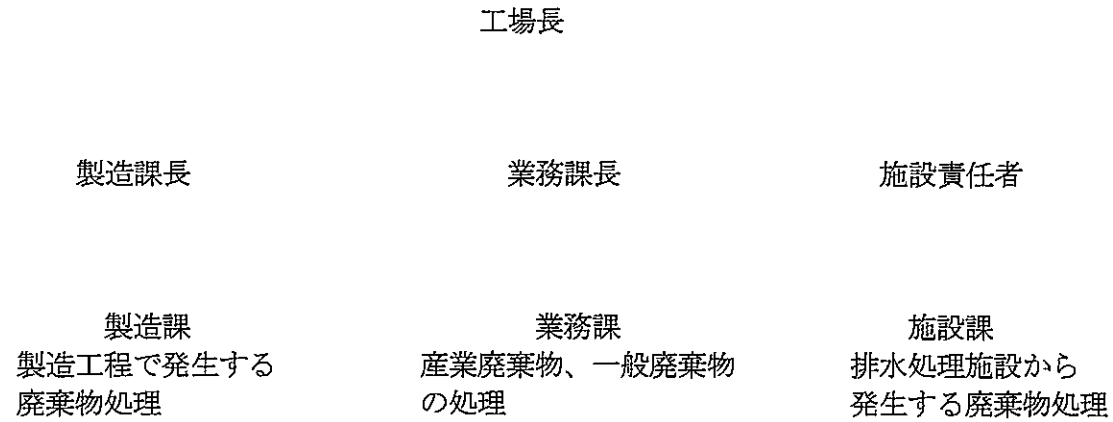 工場長
製造課長
業務課長
施設責任者
製造課
製造工程で発生する
廃棄物処理
業務課
産業廃棄物、一般廃棄物
の処理
施設課
排水処理施設から
発生する廃棄物処理